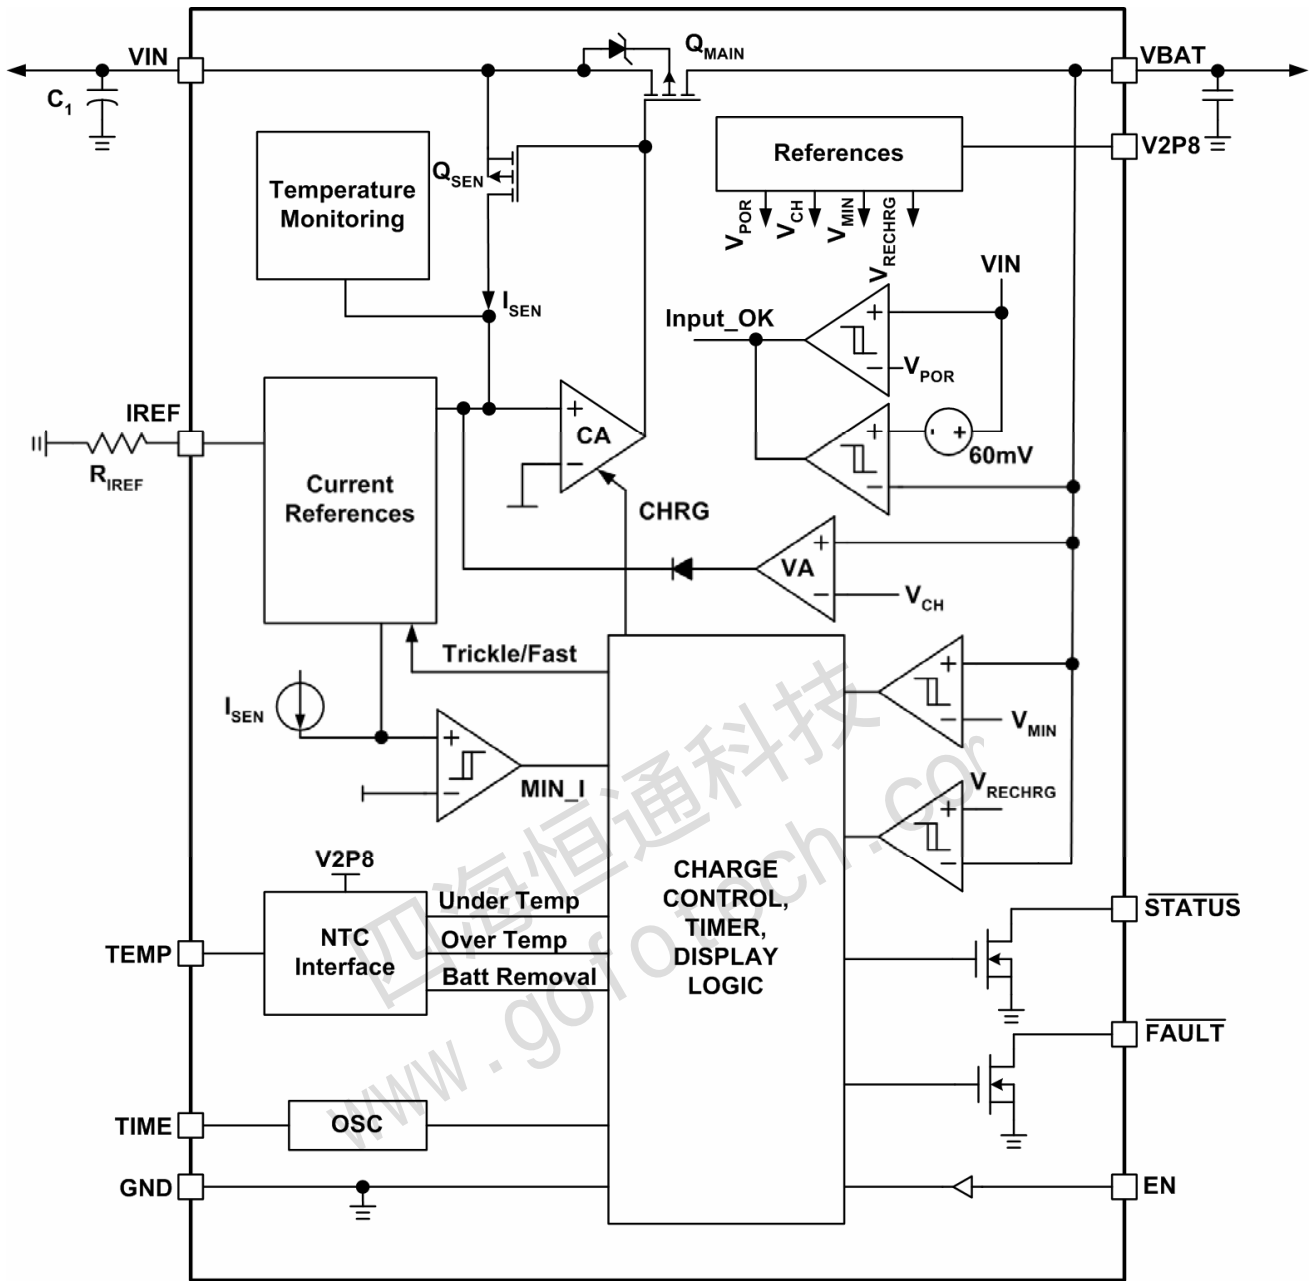 VIN
C1
QMAIN
VBAT
V2P8
References
Temperature
Monitoring
QSEN
VPOR
VCH
VMIN
VRECHRG
ISEN
VIN
Input_OK
+
−
VPOR
IREF
RIREF
Current
References
+
CA
−
+
−
- +
60mV
CHRG
+
VA
−
VCH
Trickle/Fast
ISEN
+
−
MIN_I
+
−
VMIN
VRECHRG
+
−
V2P8
NTC
Interface
TEMP
Under Temp
Over Temp
Batt Removal
CHARGE
CONTROL,
TIMER,
DISPLAY
LOGIC
STATUS
FAULT
TIME
OSC
GND
EN
四海恒通科技
www.gofotech.com